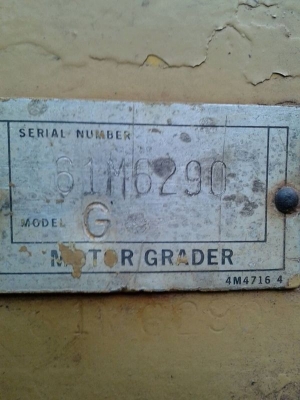 SERIAL NUMBER
61M6290
MODEL G
MOTOR GRADER
4M4716 4